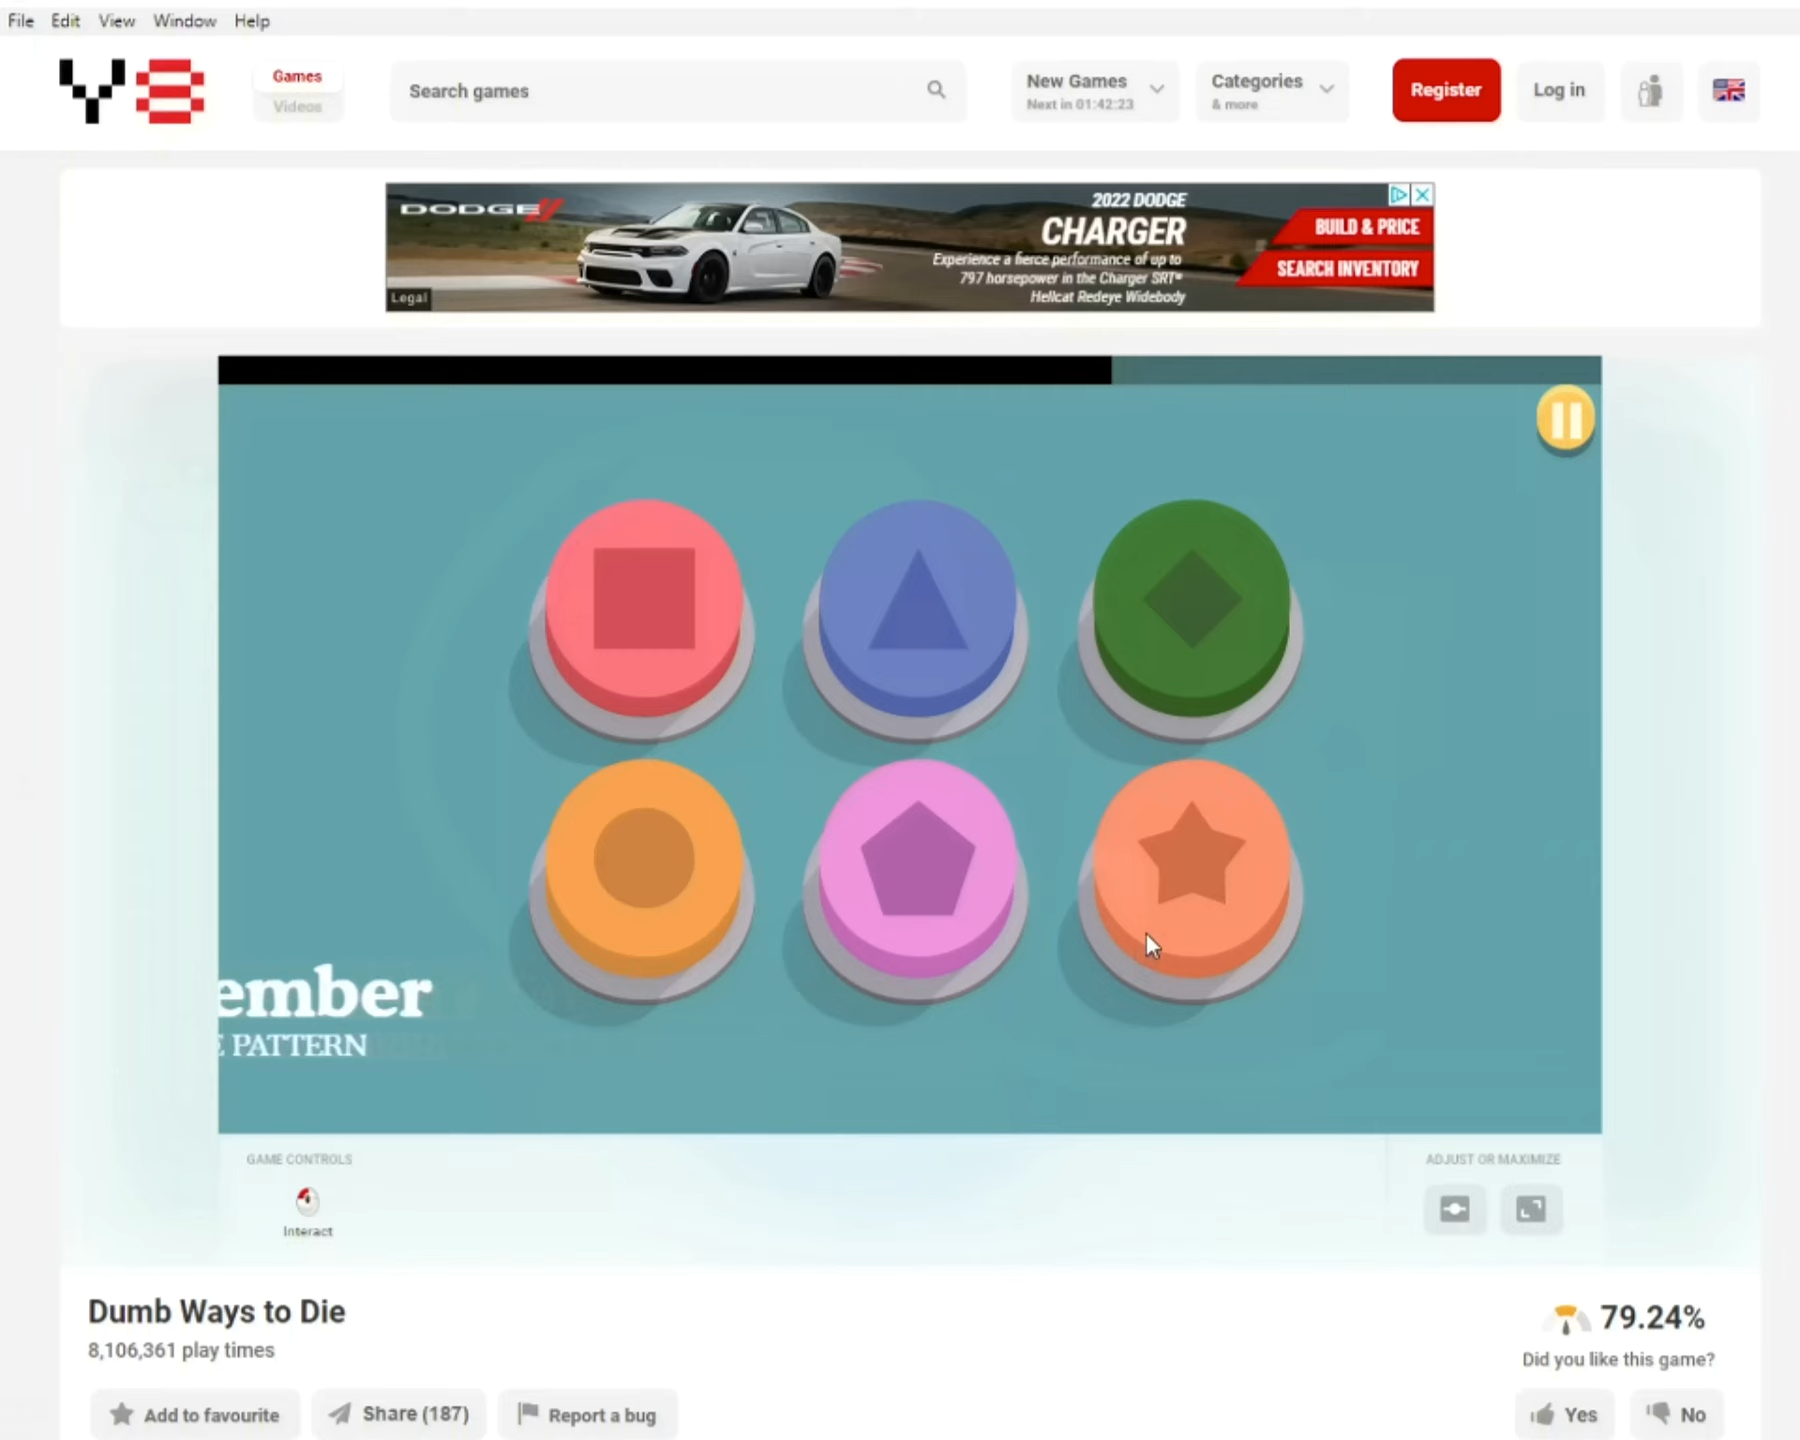 File Edit View Window Help
Y8
Games
Videos
Search games
New Games
Next in 01:42:23
Categories
& more
Register
Log in
DODGE
2022 DODGE
CHARGER
Experience a fierce performance of up to
797 horsepower in the Charger SRT®
Hellcat Redeye Widebody
BUILD & PRICE
SEARCH INVENTORY
Legal
ember
E PATTERN
GAME CONTROLS
Interact
ADJUST OR MAXIMIZE
Dumb Ways to Die
8,106,361 play times
79.24%
Did you like this game?
Add to favourite
Share (187)
Report a bug
Yes
No